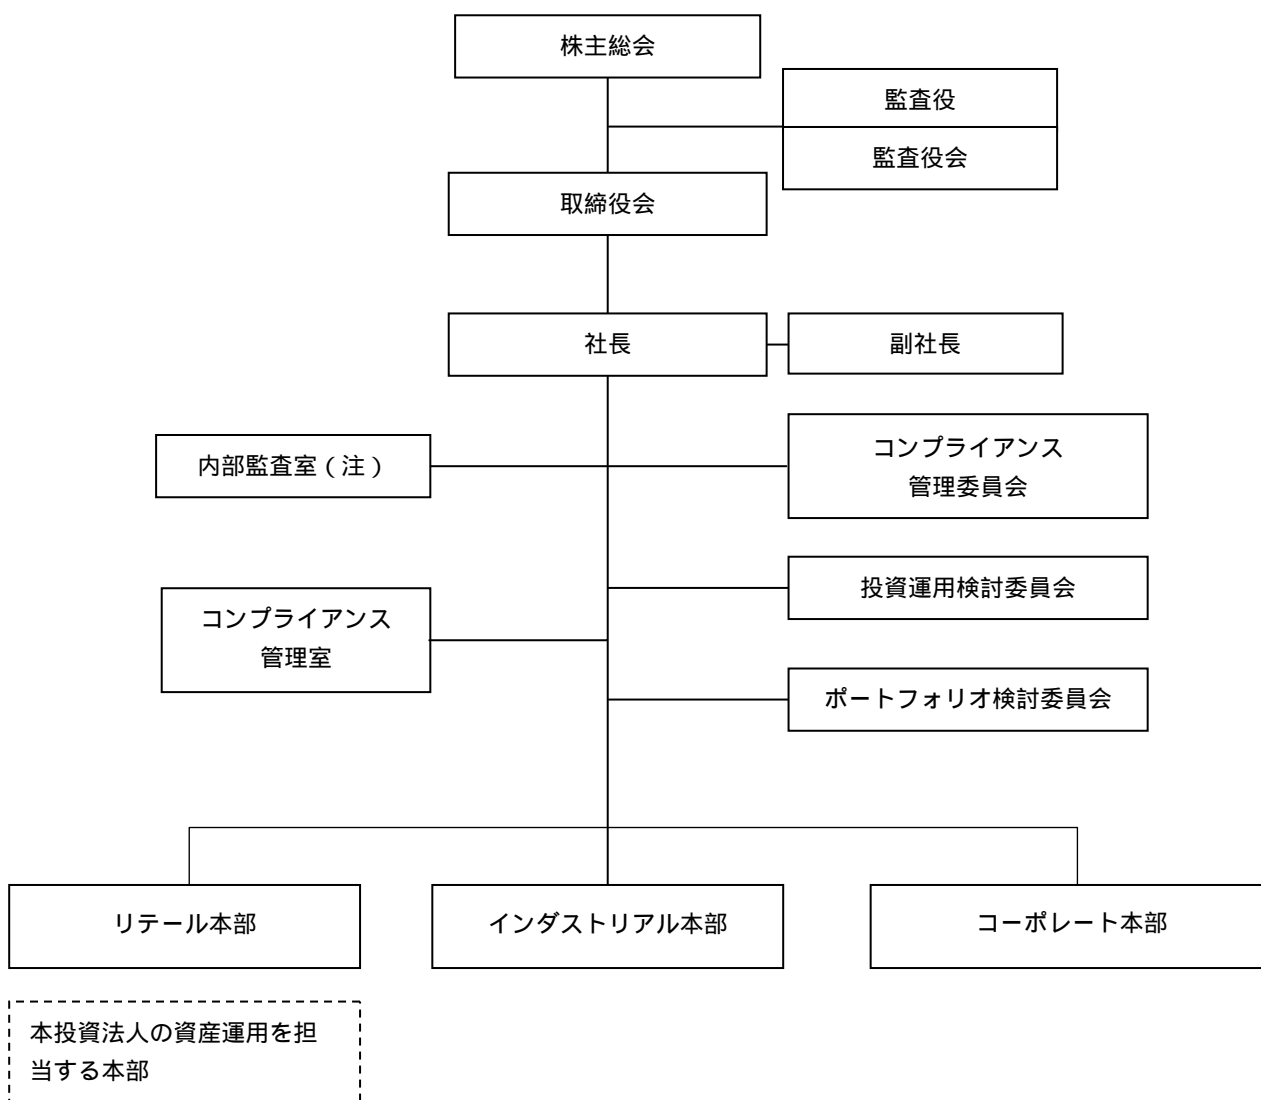 株主総会
監査役
監査役会
取締役会
社長
副社長
内部監査室（注）
コンプライアンス
管理委員会
投資運用検討委員会
コンプライアンス
管理室
ポートフォリオ検討委員会
リテール本部
インダストリアル本部
コーポレート本部
本投資法人の資産運用を担
当する本部